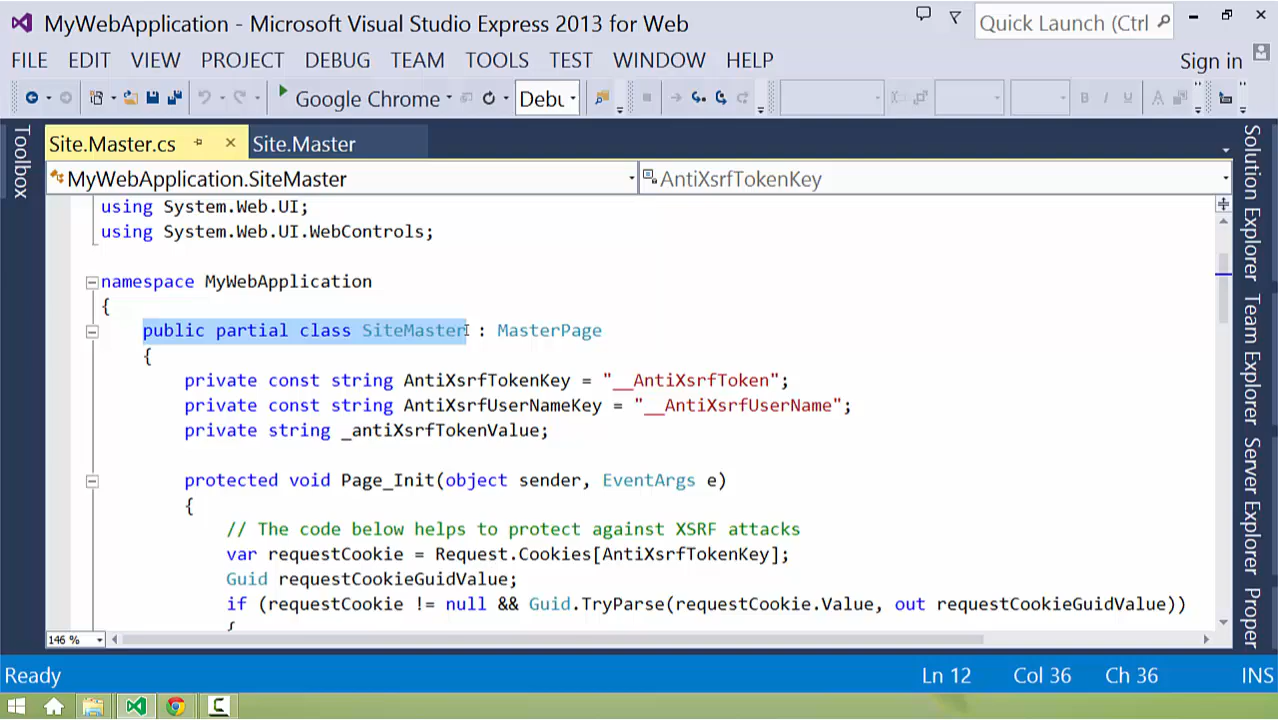 MyWebApplication - Microsoft Visual Studio Express 2013 for Web
Quick Launch (Ctrl
FILE EDIT VIEW PROJECT DEBUG TEAM TOOLS TEST WINDOW HELP
Sign in
Google Chrome
Debu
B I U A
Toolbox
Site.Master.cs
Site.Master
MyWebApplication.SiteMaster
AntiXsrfTokenKey
using System.Web.UI;
using System.Web.UI.WebControls;
namespace MyWebApplication
{
public partial class SiteMaster : MasterPage
{
private const string AntiXsrfTokenKey = "__AntiXsrfToken";
private const string AntiXsrfUserNameKey = "__AntiXsrfUserName";
private string _antiXsrfTokenValue;
protected void Page_Init(object sender, EventArgs e)
{
// The code below helps to protect against XSRF attacks
var requestCookie = Request.Cookies[AntiXsrfTokenKey];
Guid requestCookieGuidValue;
if (requestCookie != null && Guid.TryParse(requestCookie.Value, out requestCookieGuidValue))
{
146 %
Solution Explorer
Team Explorer
Server Explorer
Proper
Ready
Ln 12
Col 36
Ch 36
INS